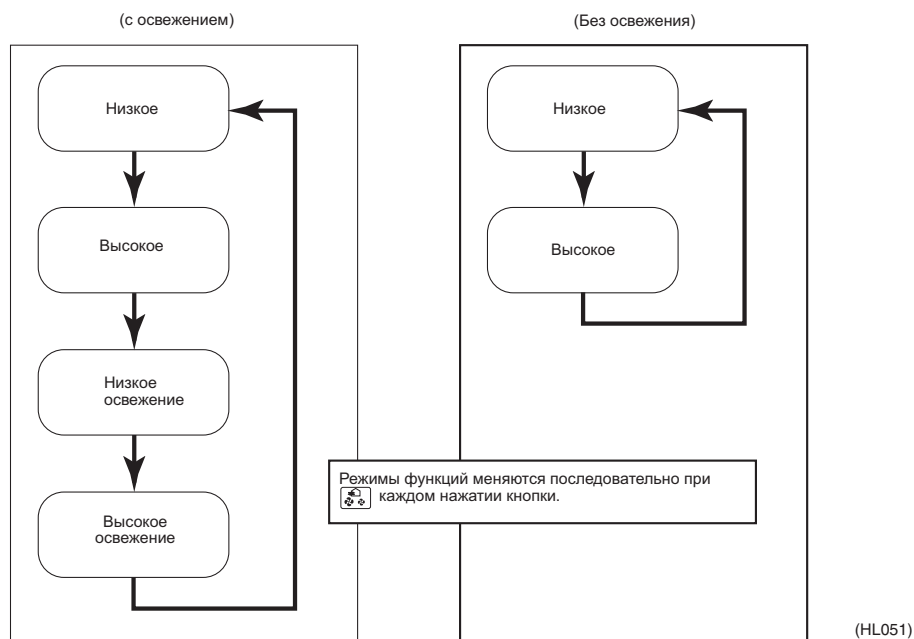 (с освежением)
(Без освежения)
Низкое
Высокое
Низкое
освежение
Высокое
освежение
Низкое
Высокое
Режимы функций меняются последовательно при
каждом нажатии кнопки.
(HL051)